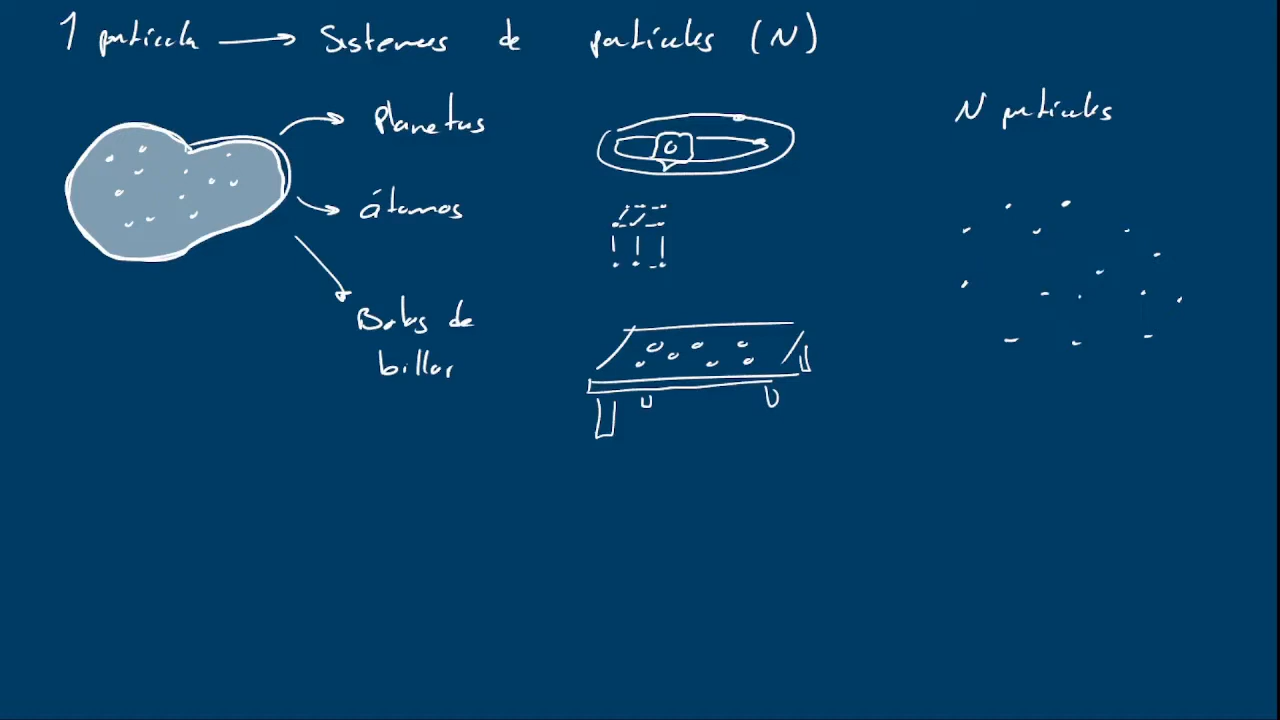 1 partícula → Sistemas de partículas (N)
N partículas
Planetas
átomos
Bolas de
billar